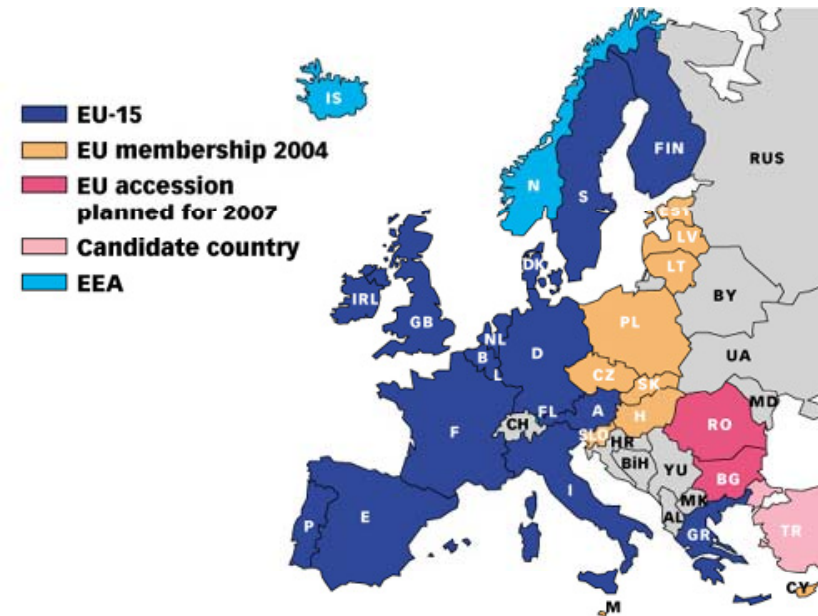 EU-15
EU membership 2004
EU accession
planned for 2007
Candidate country
EEA
IS
N
S
FIN
RUS
EST
LV
LT
DK
IRL
GB
BY
NL
B
L
D
PL
UA
CZ
SK
FL
A
H
MD
CH
F
SLO
HR
RO
BiH
YU
BG
I
MK
AL
P
E
GR
TR
CY
M